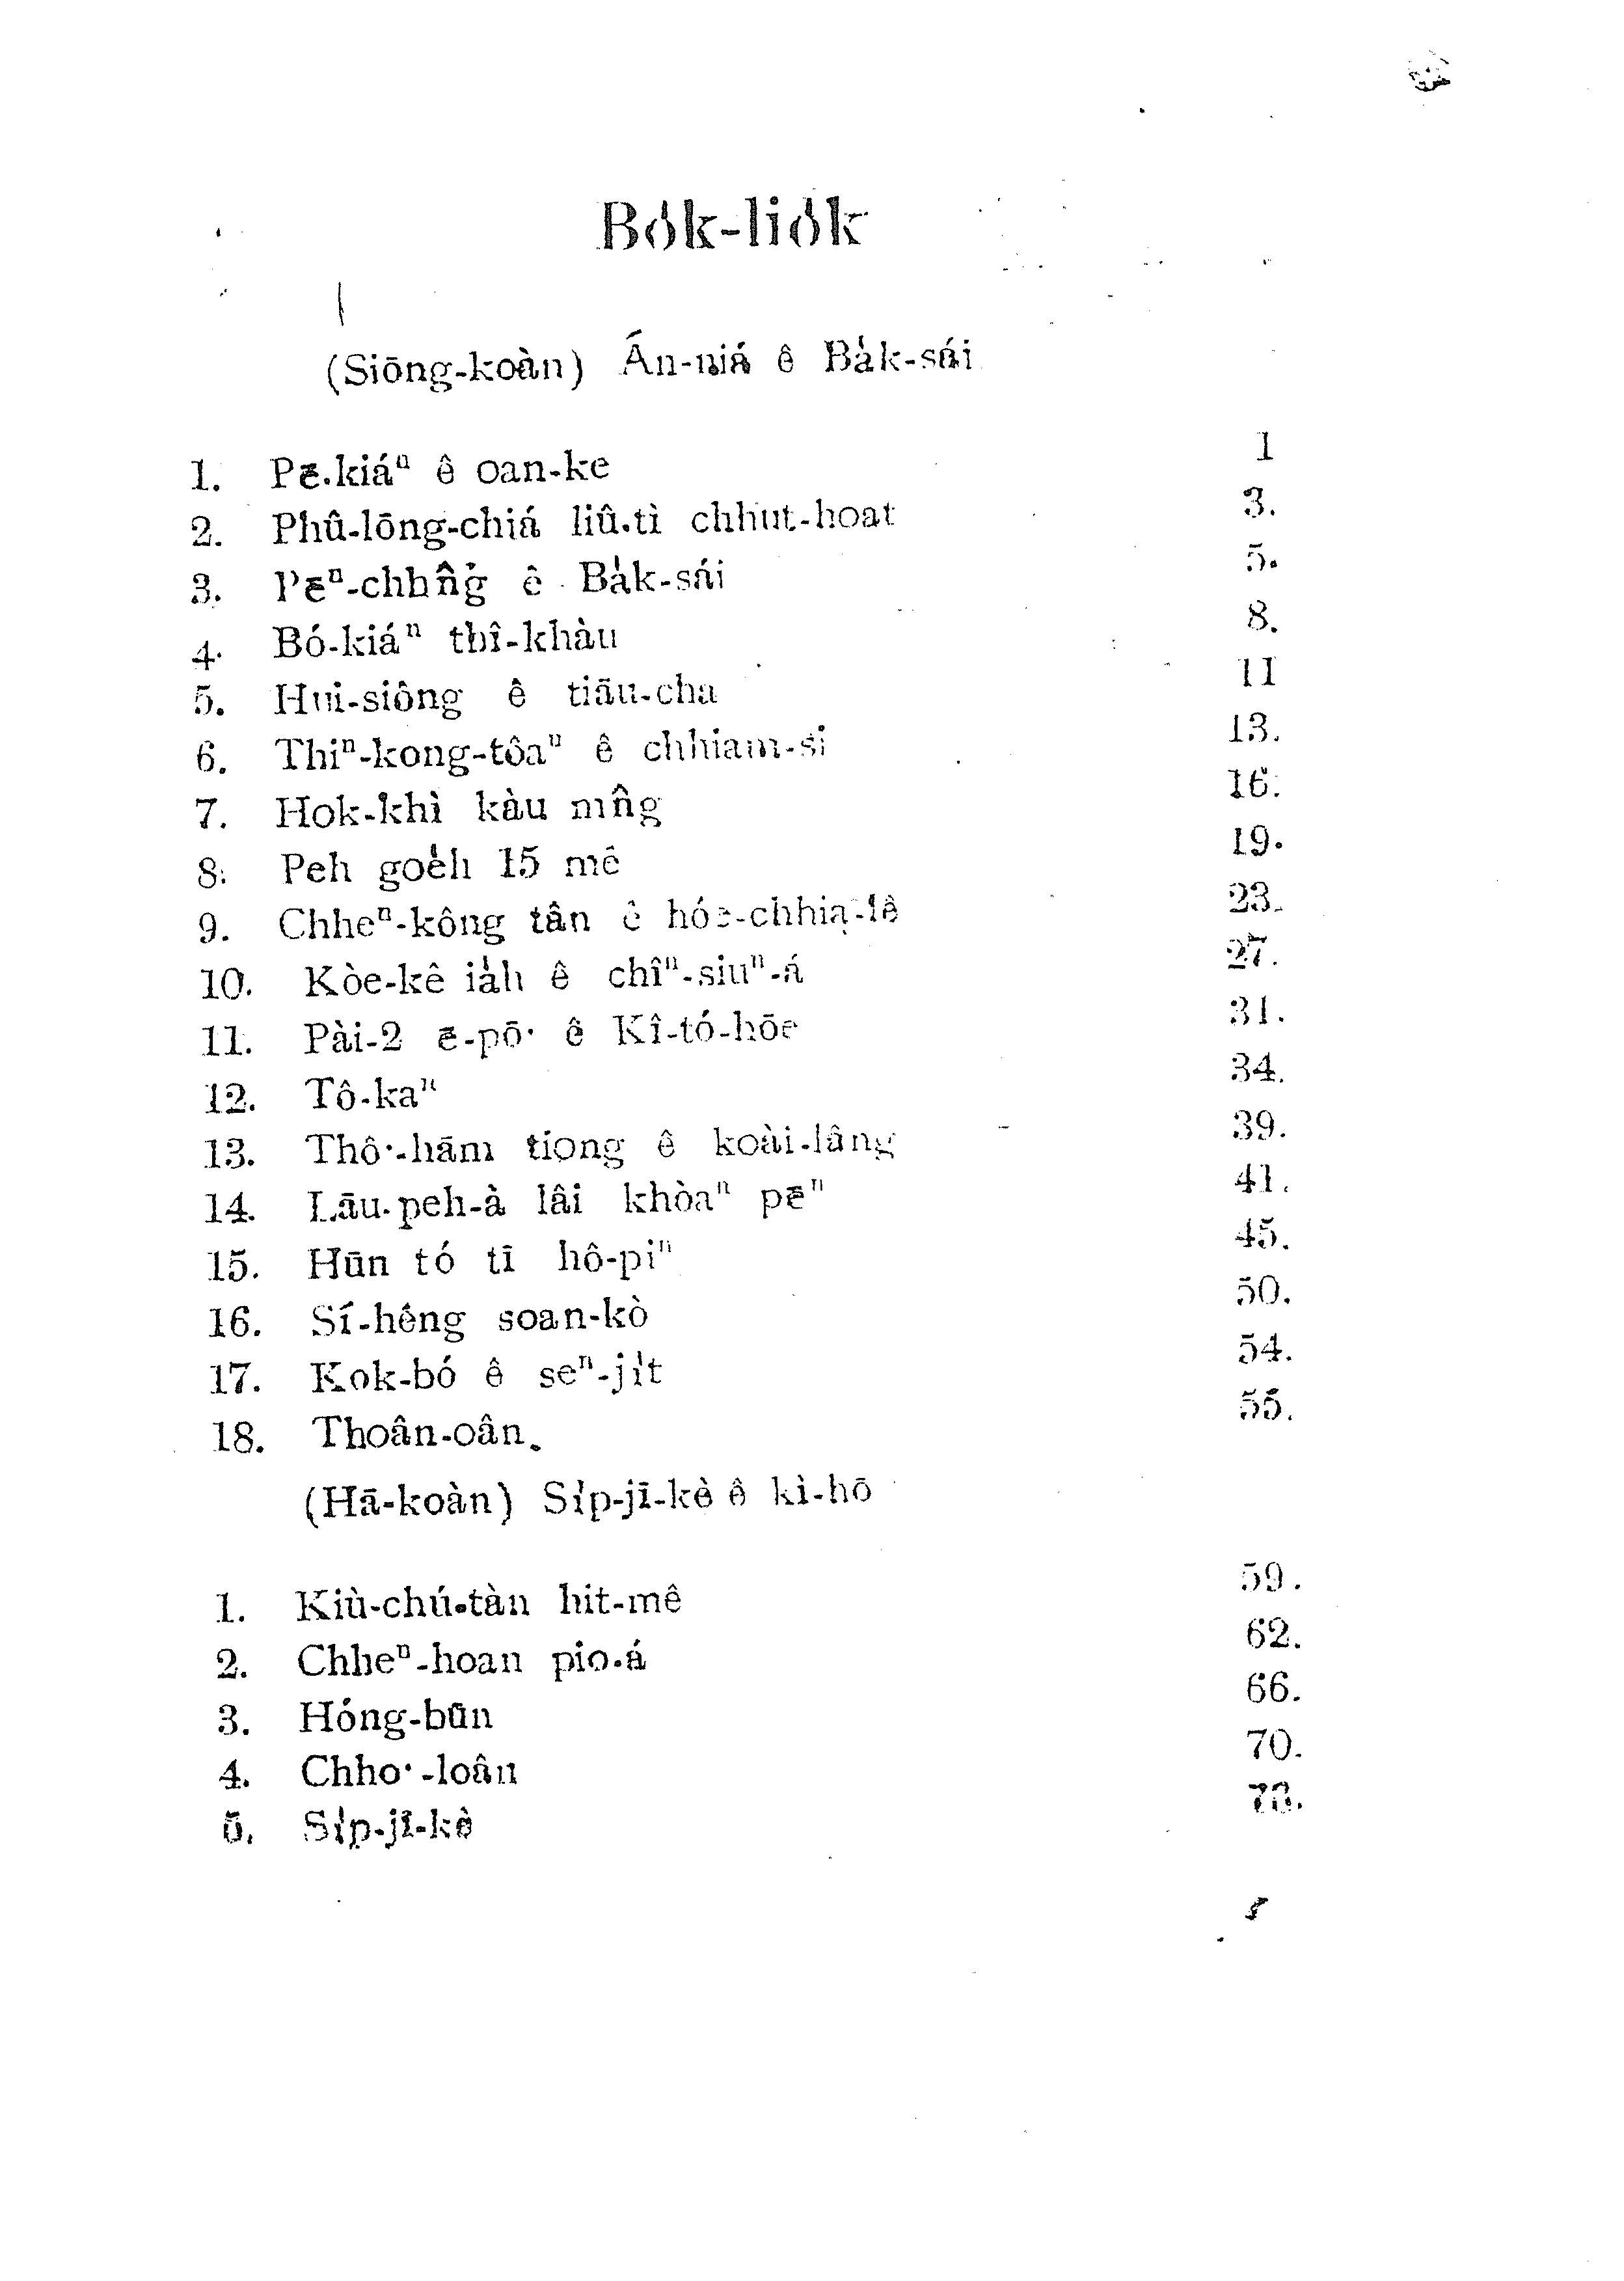 Bo̍k-lio̍k
(Siōng-koàn) Án-niá ê Ba̍k-sái
1. Pē-kiáⁿ ê oan-ke 1
2. Phû-lōng-chiá liû-tì chhut-hoat 3.
3. Pēⁿ-chhn̂g ê Ba̍k-sái 5.
4. Bó-kiáⁿ thî-khàu 8.
5. Hui-siông ê tiāu-cha 11
6. Thiⁿ-kong-tôaⁿ ê chhiam-si 13.
7. Hok-khì kàu mn̂g 16.
8. Peh goe̍h 15 mê 19.
9. Chheⁿ-kông tân ê hóe-chhia-lê 23.
10. Kòe-kê ia̍h ê chîⁿ-siuⁿ-á 27.
11. Pài-2 ē-pō͘ ê Kî-tó-hōe 31.
12. Tô-kaⁿ 34.
13. Thô͘-hām tiong ê koài-lâng 39.
14. Lāu-peh-à lâi khòaⁿ pēⁿ 41.
15. Hūn tó tī hô-piⁿ 45.
16. Sí-hêng soan-kò 50.
17. Kok-bó ê seⁿ-ji̍t 54.
18. Thoân-oân. 55.
(Hā-koàn) Si̍p-jī-kè ê kì-hō
1. Kiù-chú-tàn hit-mê 59.
2. Chheⁿ-hoan pio-á 62.
3. Hóng-būn 66.
4. Chho͘-loân 70.
5. Si̍p-jī-kè 73.